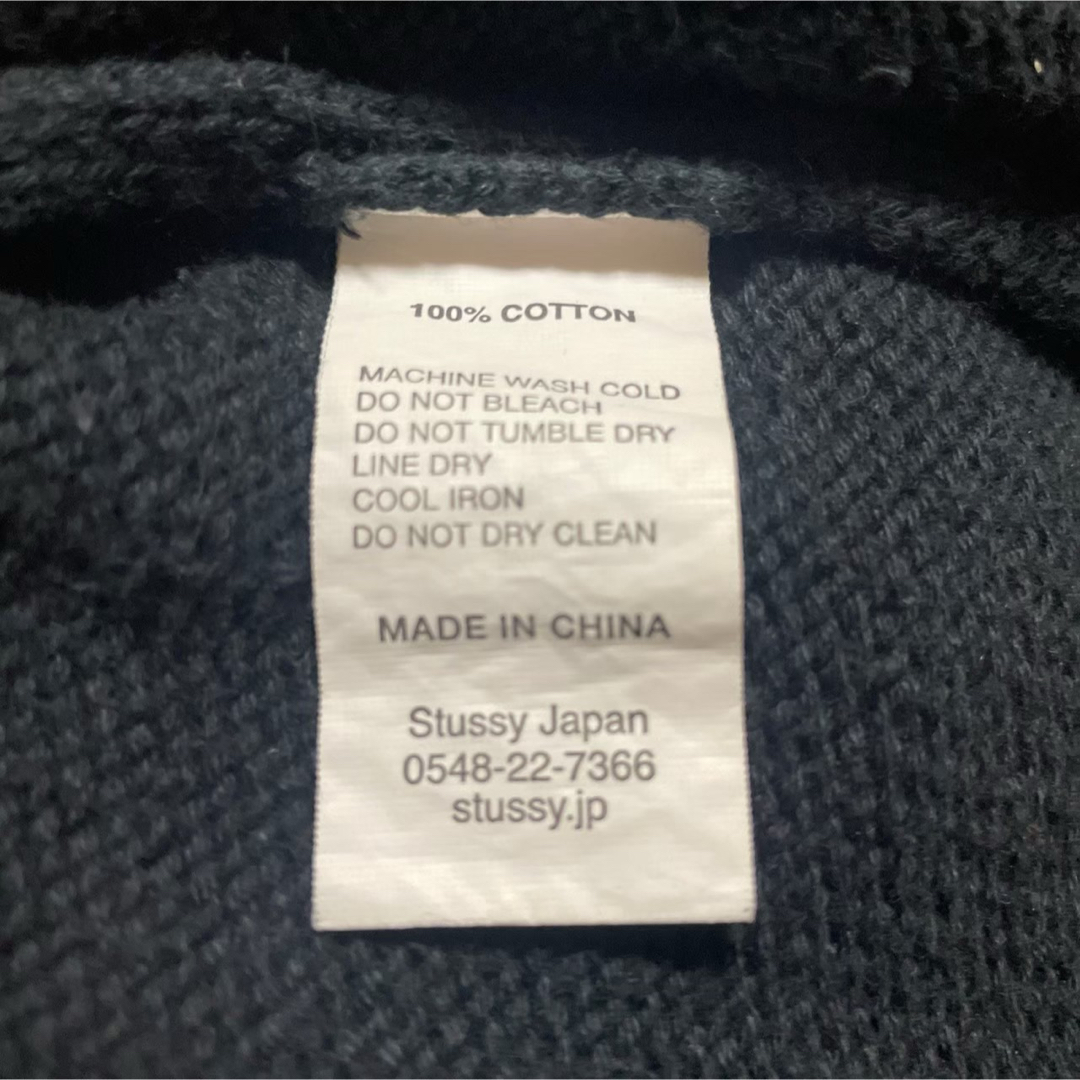 100% COTTON
MACHINE WASH COLD
DO NOT BLEACH
DO NOT TUMBLE DRY
LINE DRY
COOL IRON
DO NOT DRY CLEAN
MADE IN CHINA
Stussy Japan
0548-22-7366
stussy.jp